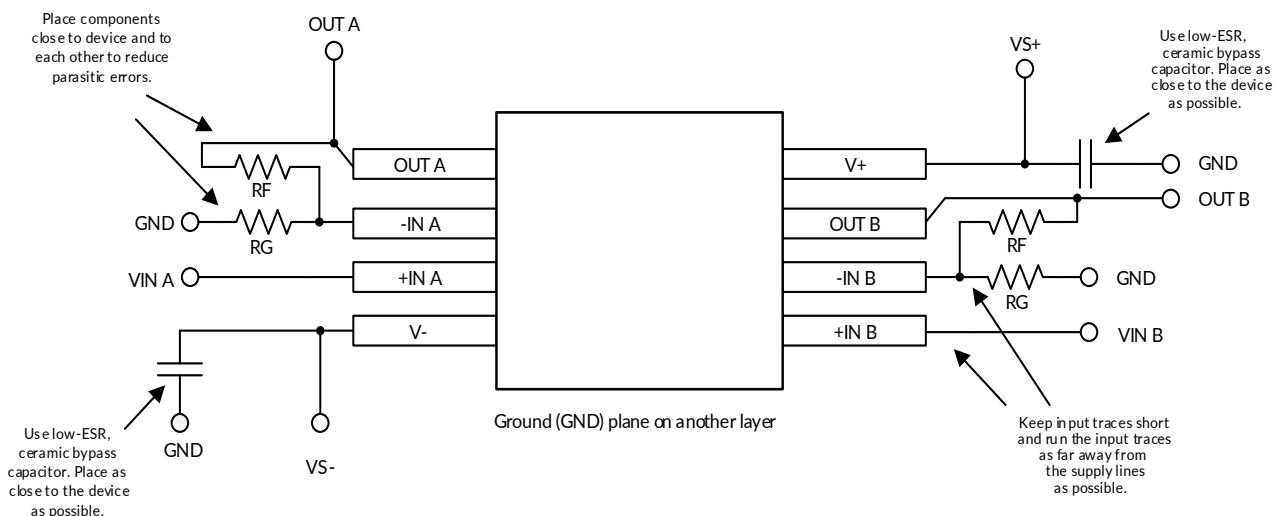 Place components
close to device and to
each other to reduce
parasitic errors.
OUT A
VS+
Use low-ESR,
ceramic bypass
capacitor. Place as
close to the device
as possible.
OUT A
RF
GND
RG
-IN A
VIN A
+IN A
V-
V+
GND
OUT B
OUT B
RF
-IN B
RG
GND
+IN B
VIN B
Use low-ESR,
ceramic bypass
capacitor. Place as
close to the device
as possible.
GND
VS-
Ground (GND) plane on another layer
Keep input traces short
and run the input traces
as far away from
the supply lines
as possible.